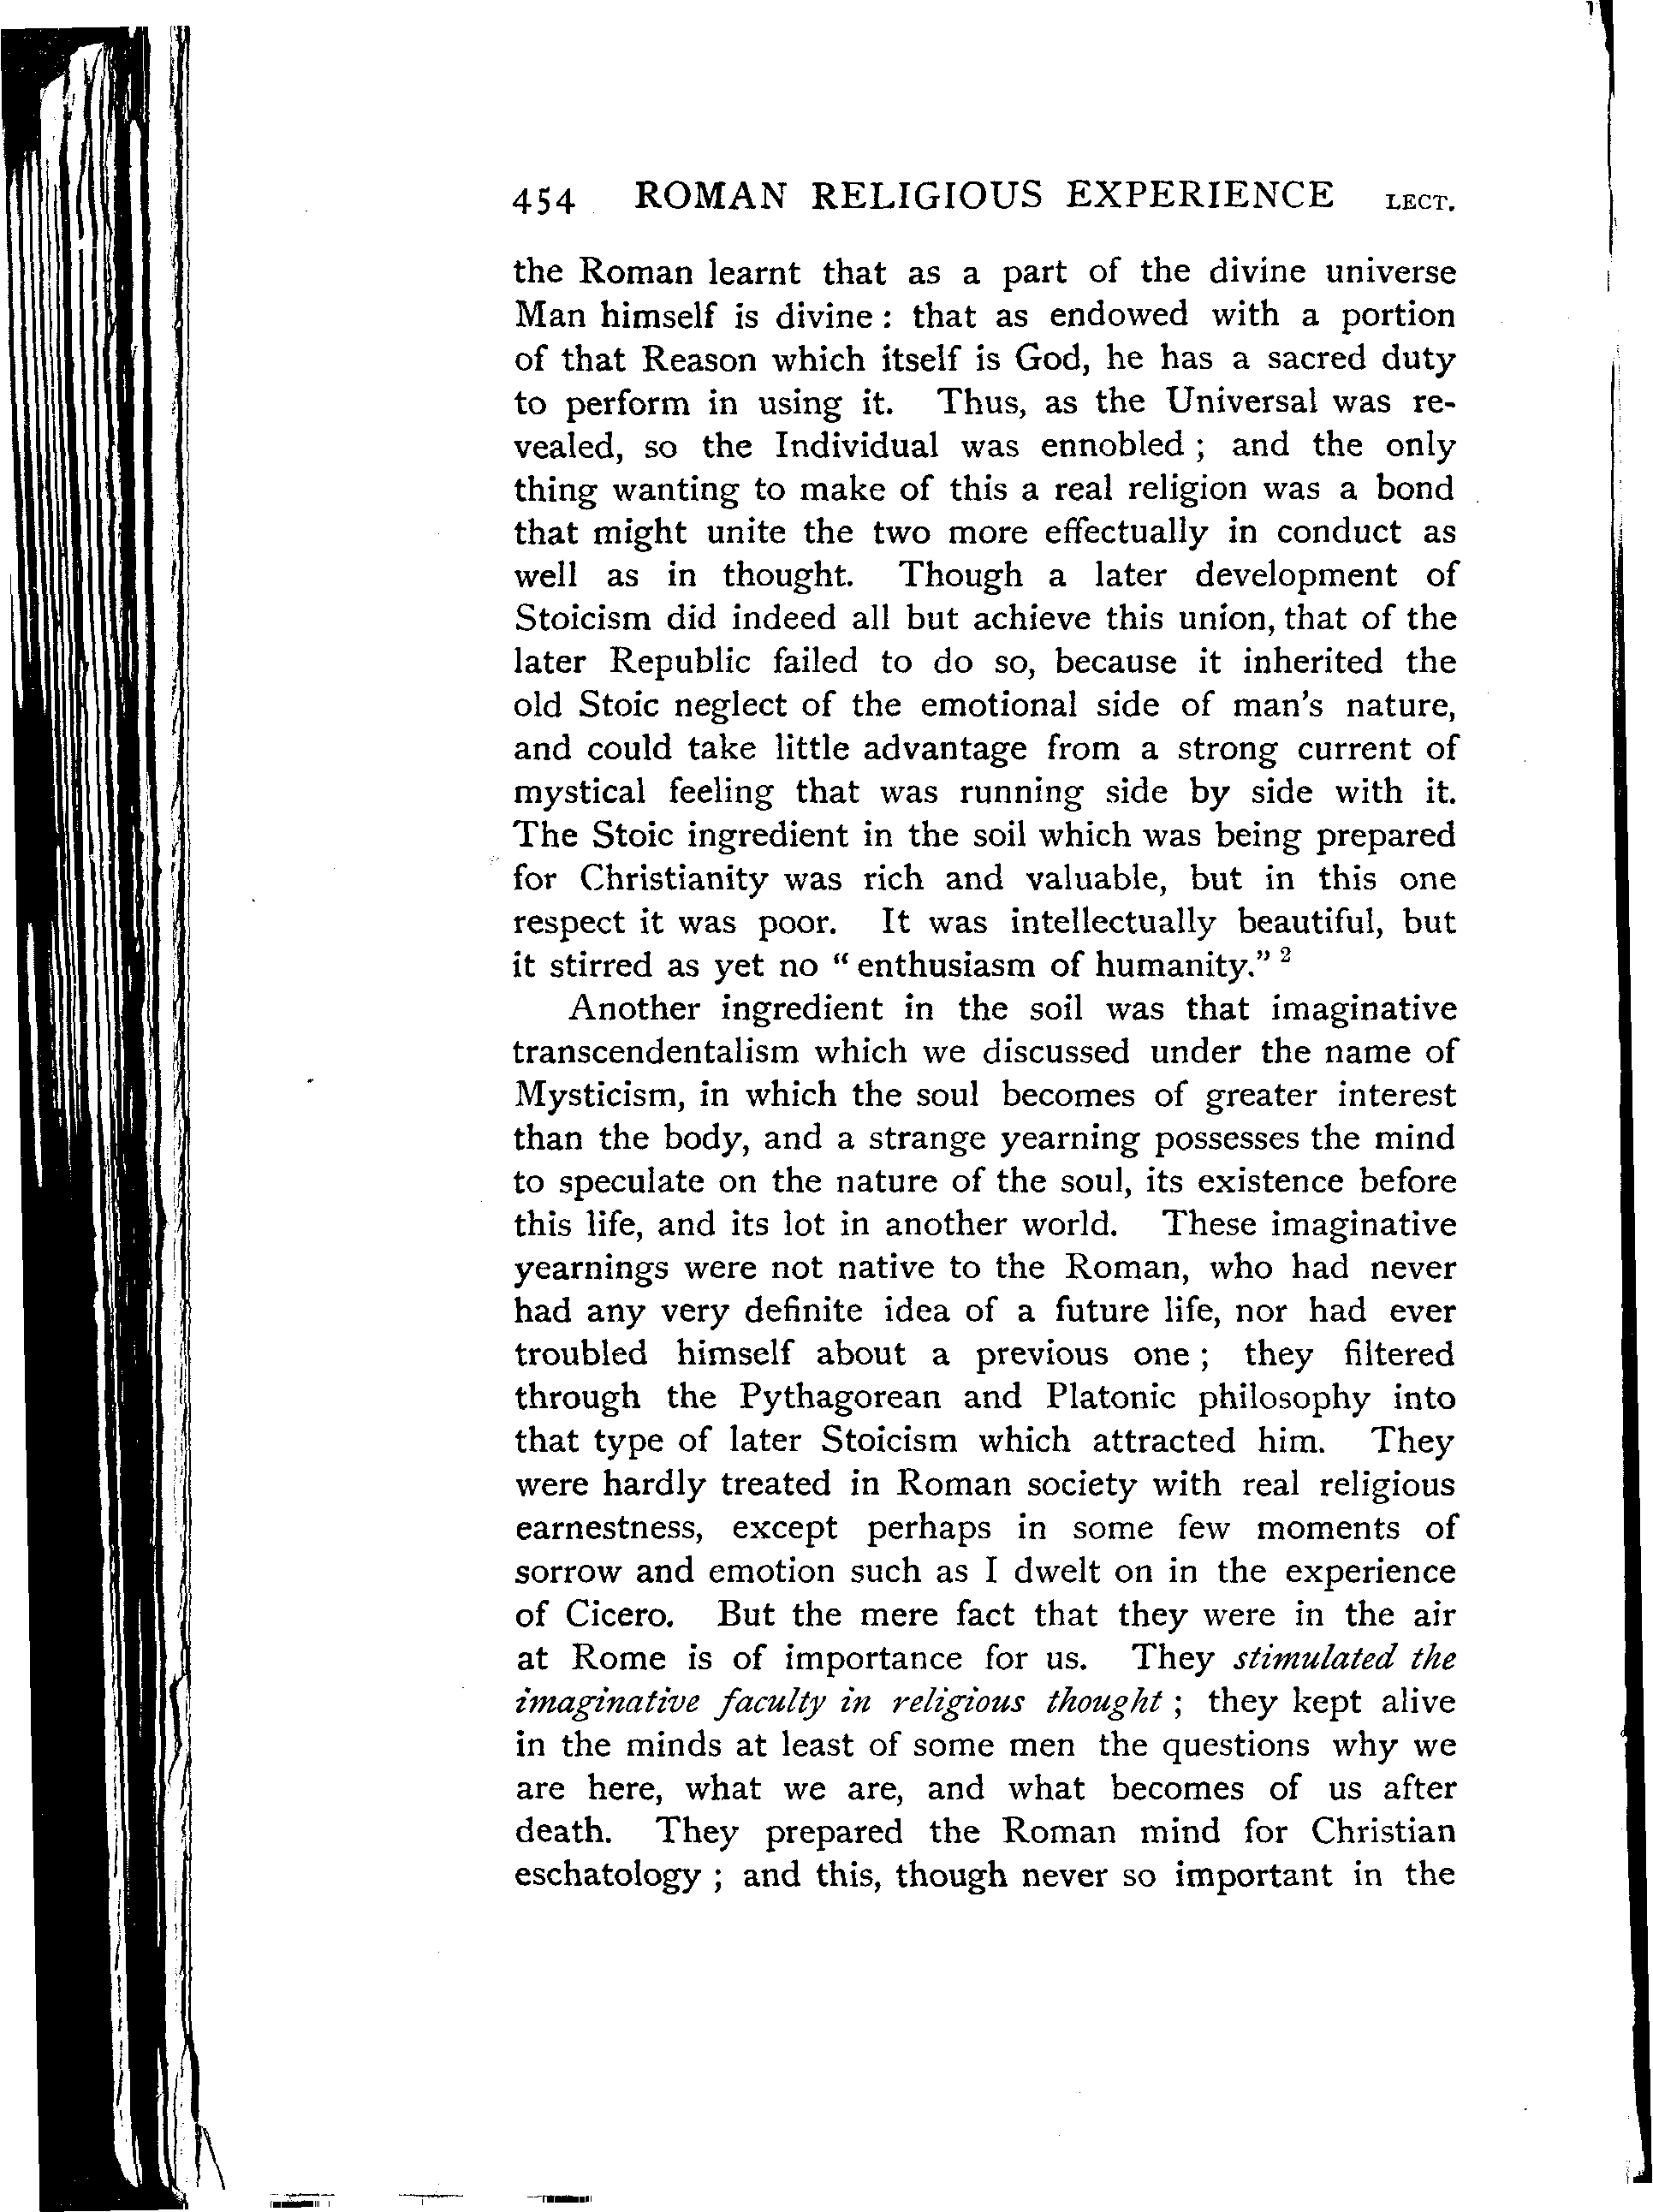 454 ROMAN RELIGIOUS EXPERIENCE LECT.
the Roman learnt that as a part of the divine universe
Man himself is divine : that as endowed with a portion
of that Reason which itself is God, he has a sacred duty
to perform in using it. Thus, as the Universal was re-
vealed, so the Individual was ennobled ; and the only
thing wanting to make of this a real religion was a bond
that might unite the two more effectually in conduct as
well as in thought. Though a later development of
Stoicism did indeed all but achieve this union, that of the
later Republic failed to do so, because it inherited the
old Stoic neglect of the emotional side of man's nature,
and could take little advantage from a strong current of
mystical feeling that was running side by side with it.
The Stoic ingredient in the soil which was being prepared
for Christianity was rich and valuable, but in this one
respect it was poor. It was intellectually beautiful, but
it stirred as yet no “ enthusiasm of humanity.” ²
Another ingredient in the soil was that imaginative
transcendentalism which we discussed under the name of
Mysticism, in which the soul becomes of greater interest
than the body, and a strange yearning possesses the mind
to speculate on the nature of the soul, its existence before
this life, and its lot in another world. These imaginative
yearnings were not native to the Roman, who had never
had any very definite idea of a future life, nor had ever
troubled himself about a previous one ; they filtered
through the Pythagorean and Platonic philosophy into
that type of later Stoicism which attracted him. They
were hardly treated in Roman society with real religious
earnestness, except perhaps in some few moments of
sorrow and emotion such as I dwelt on in the experience
of Cicero. But the mere fact that they were in the air
at Rome is of importance for us. They stimulated the
imaginative faculty in religious thought ; they kept alive
in the minds at least of some men the questions why we
are here, what we are, and what becomes of us after
death. They prepared the Roman mind for Christian
eschatology ; and this, though never so important in the